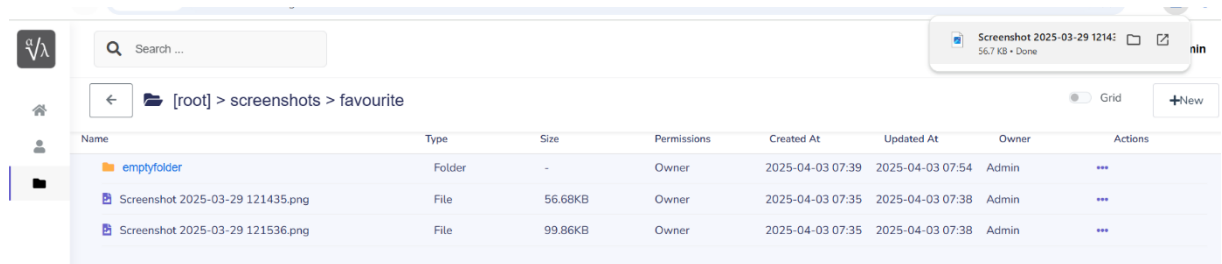 Screenshot 2025-03-29 1214
56.7 KB • Done
α√λ
Search ...
min
[root] > screenshots > favourite
Grid
+New
Name Type Size Permissions Created At Updated At Owner Actions
emptyfolder Folder - Owner 2025-04-03 07:39 2025-04-03 07:54 Admin •••
Screenshot 2025-03-29 121435.png File 56.68KB Owner 2025-04-03 07:35 2025-04-03 07:38 Admin •••
Screenshot 2025-03-29 121536.png File 99.86KB Owner 2025-04-03 07:35 2025-04-03 07:38 Admin •••